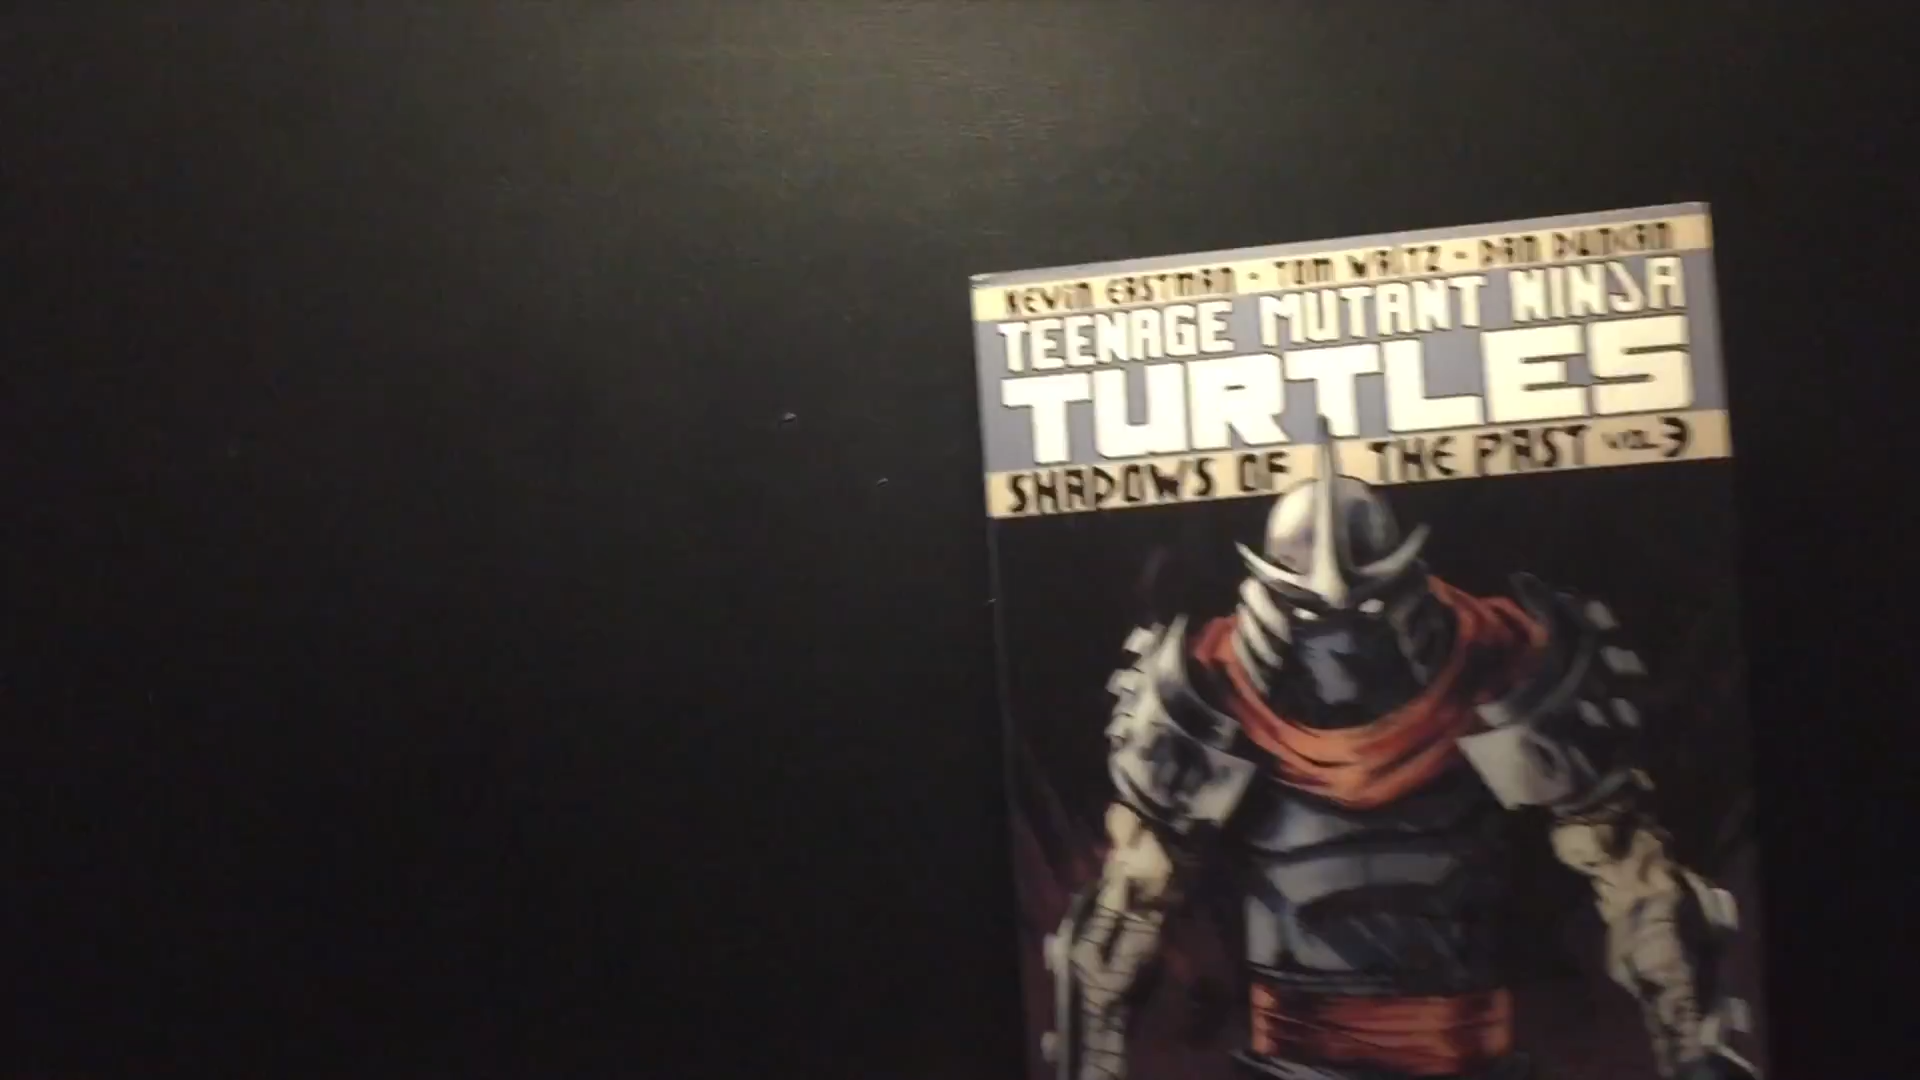 KEVIN EASTMAN - TOM WALTZ - DAN DUNCAN
TEENAGE MUTANT NINJA
TURTLES
SHADOWS OF THE PAST VOL.3